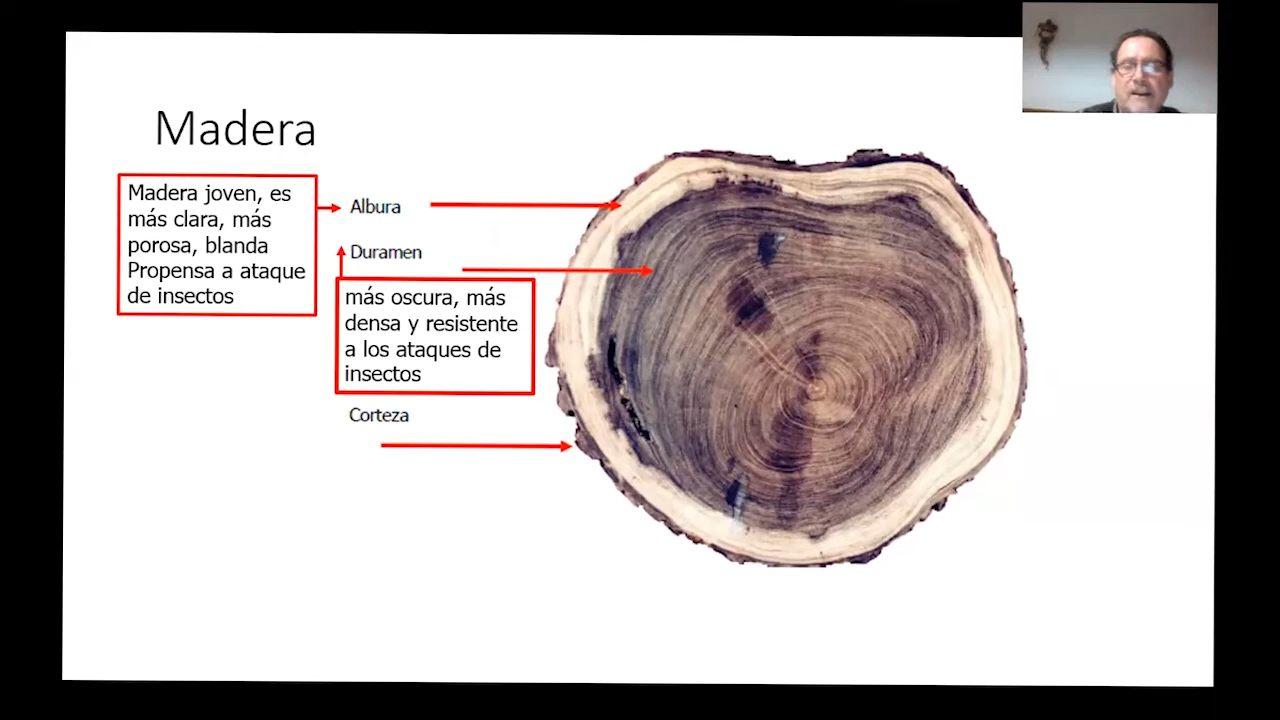 Madera
Madera joven, es
más clara, más
porosa, blanda
Propensa a ataque
de insectos
Albura
Duramen
más oscura, más
densa y resistente
a los ataques de
insectos
Corteza